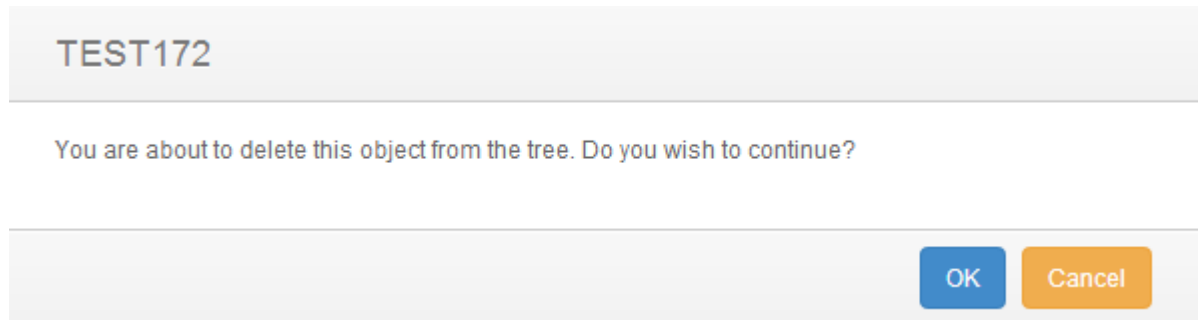 TEST172
You are about to delete this object from the tree. Do you wish to continue?
OK Cancel